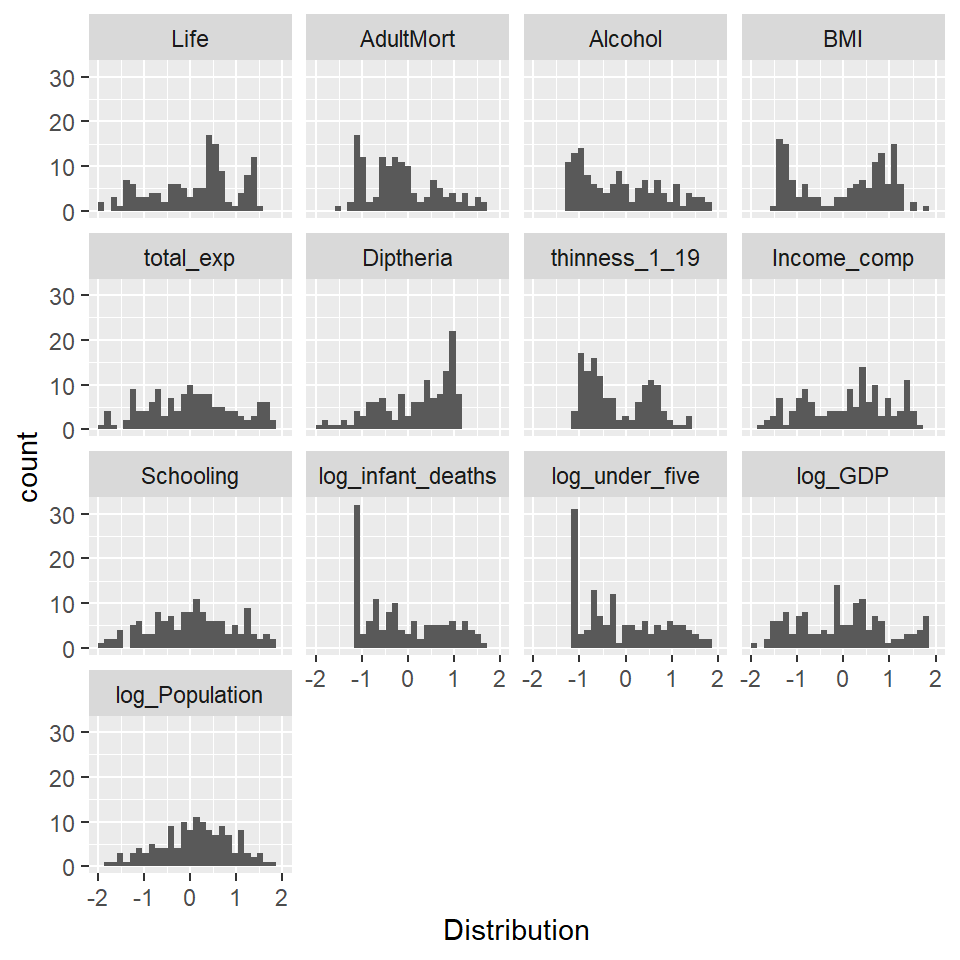 Life AdultMort Alcohol BMI
30
20
10
0
total_exp Diptheria thinness_1_19 Income_comp
30
20
10
0
Schooling log_infant_deaths log_under_five log_GDP
30
20
10
0
-2 -1 0 1 2 -2 -1 0 1 2 -2 -1 0 1 2
log_Population
30
20
10
0
-2 -1 0 1 2
count
Distribution